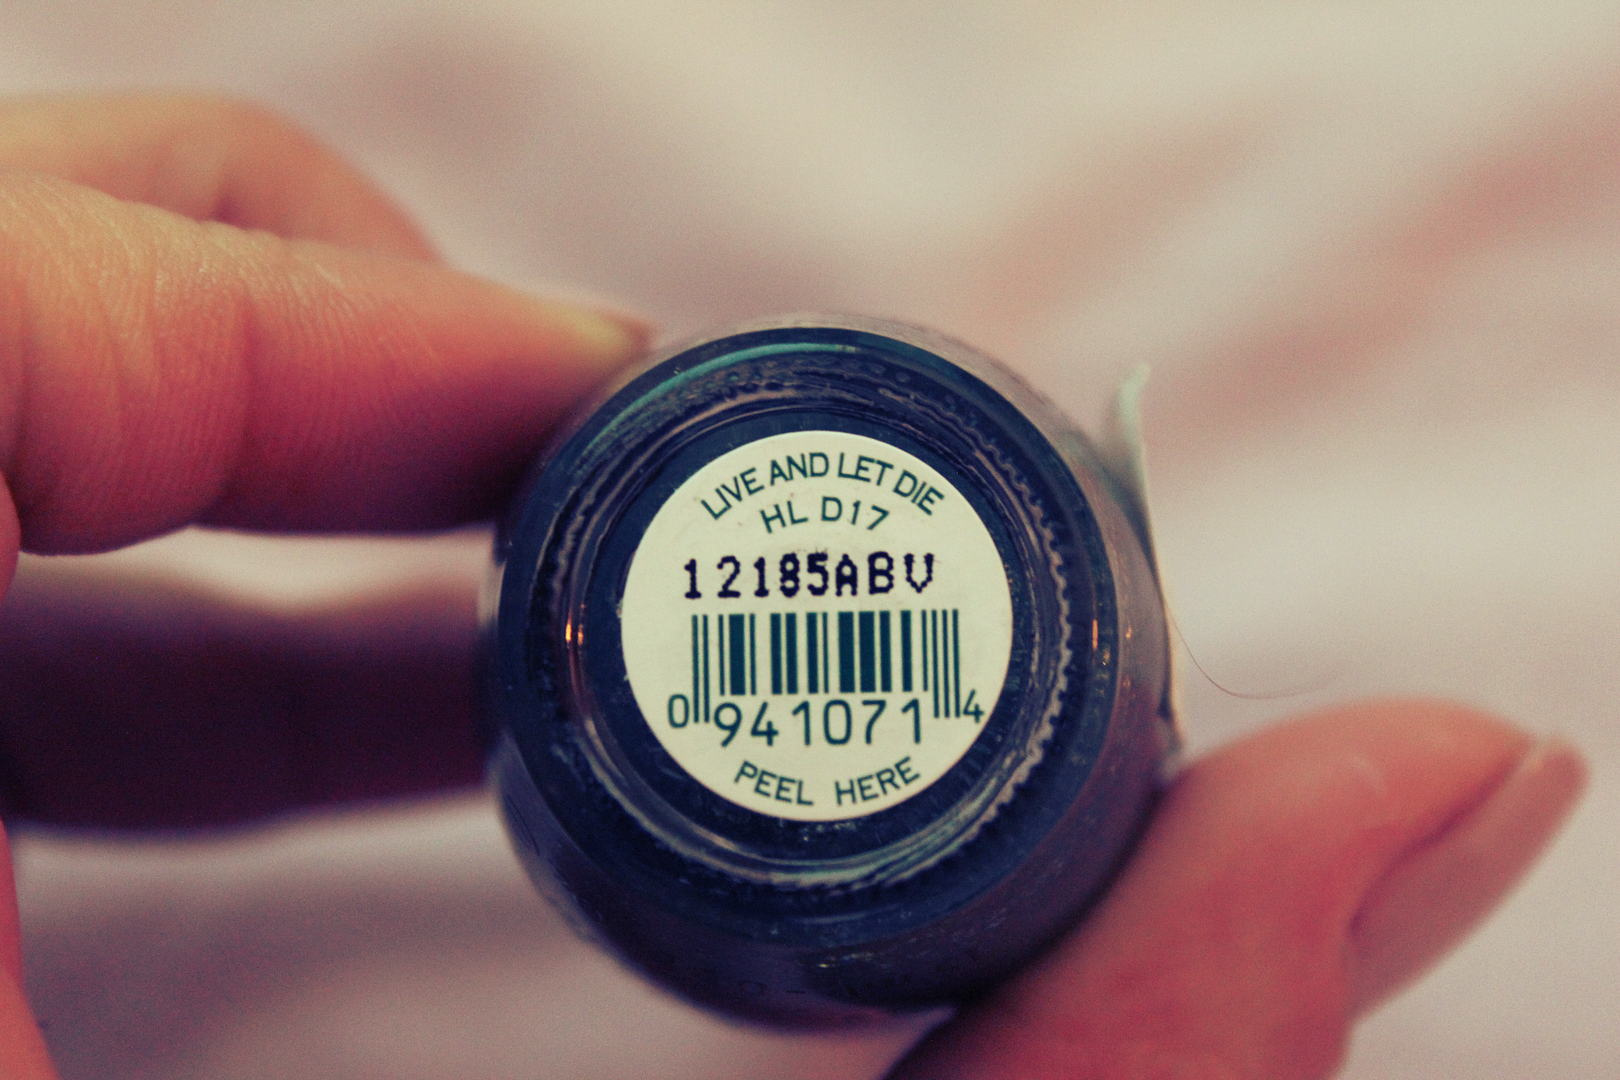 LIVE AND LET DIE
HL D17
12185ABV
0 941071 4
PEEL HERE